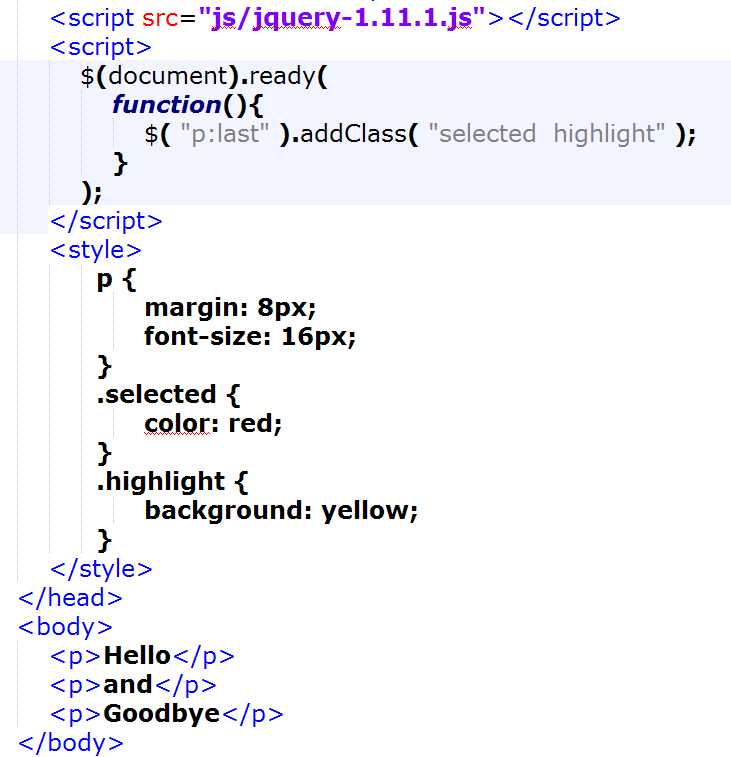 <script src="js/jquery-1.11.1.js"></script>
<script>
$(document).ready(
function(){
$( "p:last" ).addClass( "selected  highlight" );
}
);
</script>
<style>
p {
margin: 8px;
font-size: 16px;
}
.selected {
color: red;
}
.highlight {
background: yellow;
}
</style>
</head>
<body>
<p>Hello</p>
<p>and</p>
<p>Goodbye</p>
</body>